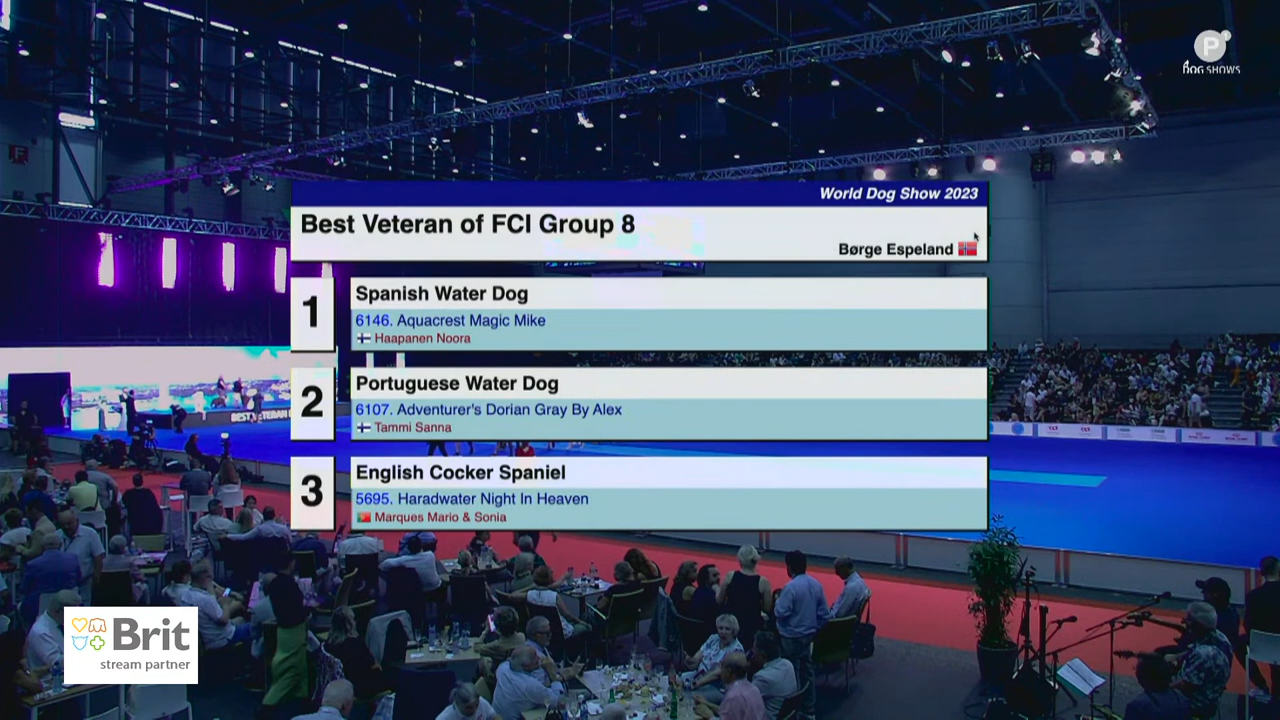 P
DOG SHOWS
World Dog Show 2023
Best Veteran of FCI Group 8
Børge Espeland
1
Spanish Water Dog
6146. Aquacrest Magic Mike
Haapanen Noora
2
Portuguese Water Dog
6107. Adventurer's Dorian Gray By Alex
Tammi Sanna
3
English Cocker Spaniel
5695. Haradwater Night In Heaven
Marques Mario & Sonia
F
BEST VETERAN
Brit
stream partner